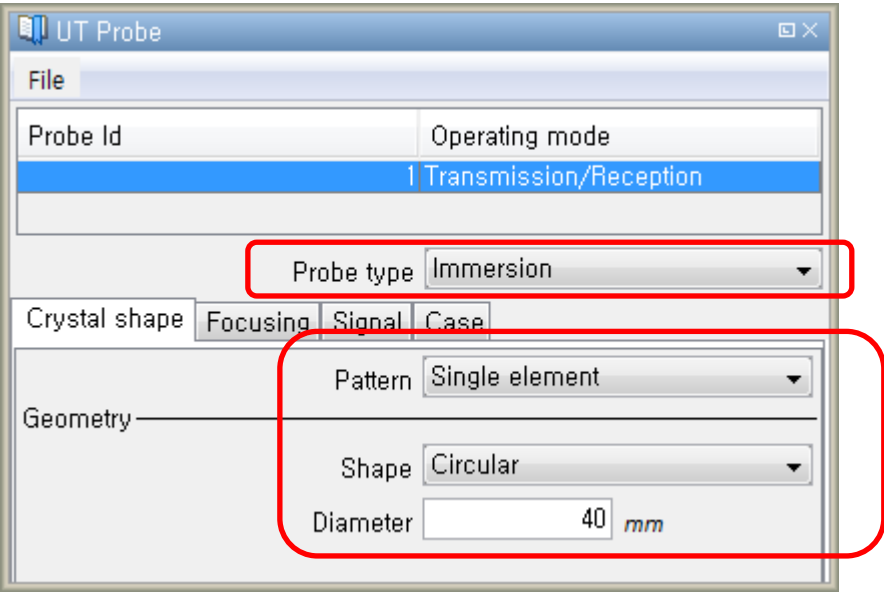 UT Probe
File
Probe Id Operating mode
1 Transmission/Reception
Probe type Immersion
Crystal shape Focusing Signal Case
Pattern Single element
Geometry
Shape Circular
Diameter 40 mm